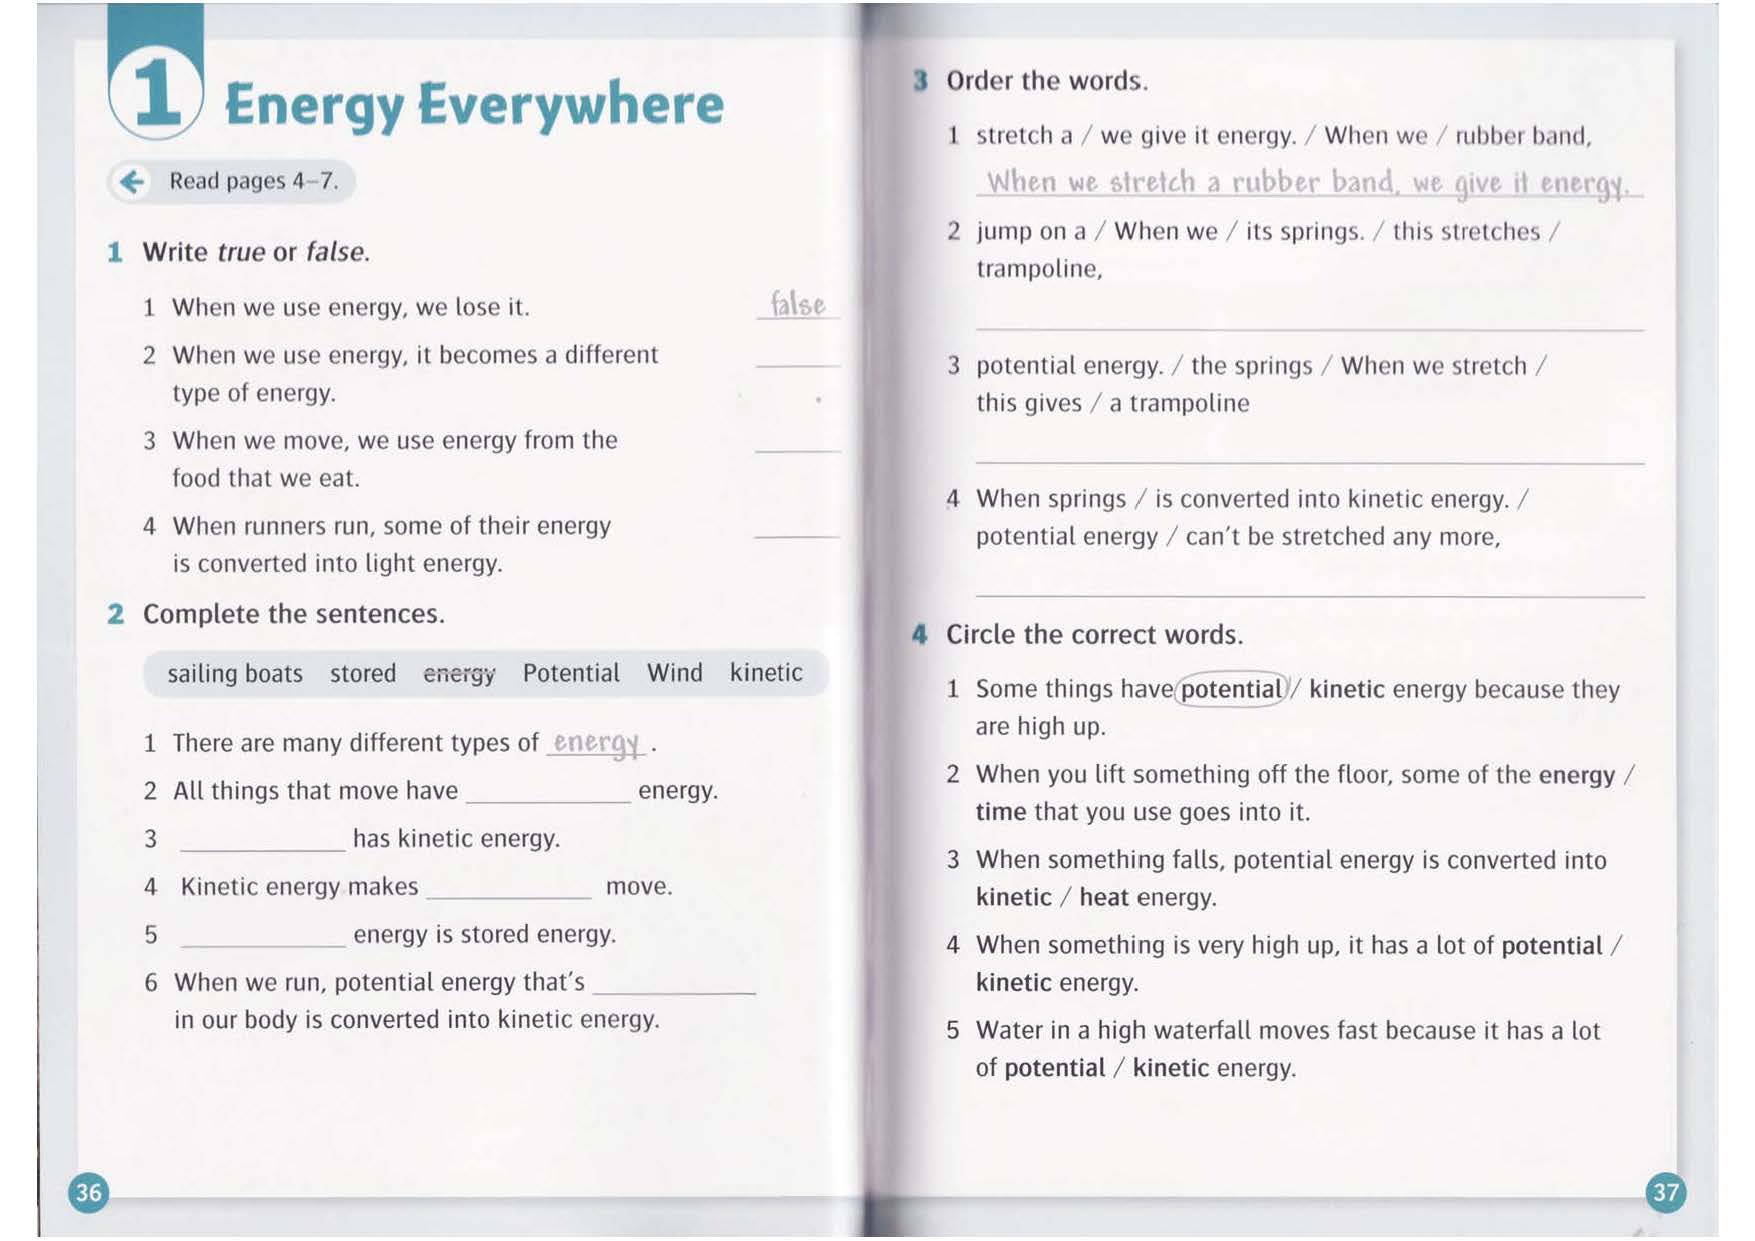 1 Energy Everywhere
Read pages 4–7.
1 Write true or false.
1 When we use energy, we lose it. false
2 When we use energy, it becomes a different
type of energy.
3 When we move, we use energy from the
food that we eat.
4 When runners run, some of their energy
is converted into light energy.
2 Complete the sentences.
sailing boats stored energy Potential Wind kinetic
1 There are many different types of energy .
2 All things that move have ____________ energy.
3 ____________ has kinetic energy.
4 Kinetic energy makes ____________ move.
5 ____________ energy is stored energy.
6 When we run, potential energy that's ____________
in our body is converted into kinetic energy.
36
3 Order the words.
1 stretch a / we give it energy. / When we / rubber band,
When we stretch a rubber band, we give it energy.
2 jump on a / When we / its springs. / this stretches /
trampoline,
3 potential energy. / the springs / When we stretch /
this gives / a trampoline
4 When springs / is converted into kinetic energy. /
potential energy / can't be stretched any more,
4 Circle the correct words.
1 Some things have potential / kinetic energy because they
are high up.
2 When you lift something off the floor, some of the energy /
time that you use goes into it.
3 When something falls, potential energy is converted into
kinetic / heat energy.
4 When something is very high up, it has a lot of potential /
kinetic energy.
5 Water in a high waterfall moves fast because it has a lot
of potential / kinetic energy.
37